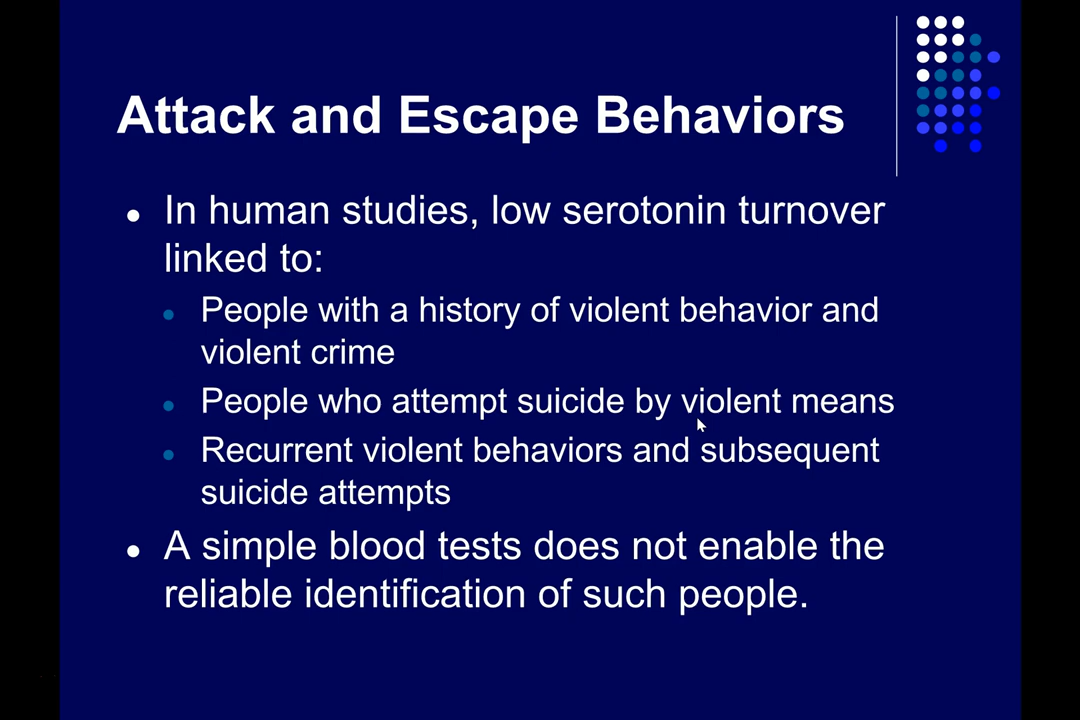 Attack and Escape Behaviors
In human studies, low serotonin turnover
linked to:
People with a history of violent behavior and
violent crime
People who attempt suicide by violent means
Recurrent violent behaviors and subsequent
suicide attempts
A simple blood tests does not enable the
reliable identification of such people.